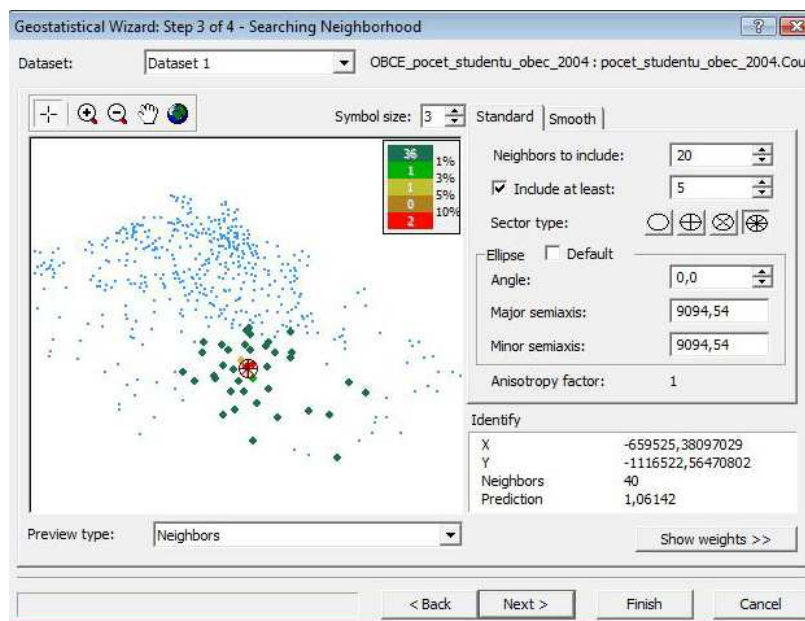 Geostatistical Wizard: Step 3 of 4 - Searching Neighborhood
Dataset: Dataset 1 OBCE_pocet_studentu_obec_2004 : pocet_studentu_obec_2004.Cou
Symbol size: 3
Standard Smooth
36
1
1
0
2
1%
3%
5%
10%
Neighbors to include: 20
Include at least: 5
Sector type:
Ellipse Default
Angle: 0,0
Major semiaxis: 9094,54
Minor semiaxis: 9094,54
Anisotropy factor: 1
Identify
X -659525,38097029
Y -1116522,56470802
Neighbors 40
Prediction 1,06142
Preview type: Neighbors
Show weights >>
< Back Next > Finish Cancel